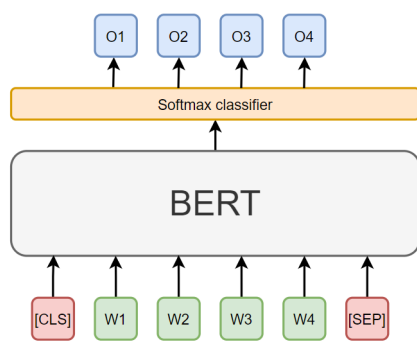 O1 O2 O3 O4
Softmax classifier
BERT
[CLS] W1 W2 W3 W4 [SEP]